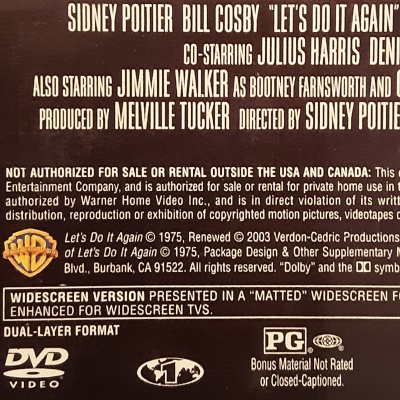 SIDNEY POITIER BILL COSBY "LET'S DO IT AGAIN"
CO-STARRING JULIUS HARRIS DENI
ALSO STARRING JIMMIE WALKER AS BOOTNEY FARNSWORTH AND
PRODUCED BY MELVILLE TUCKER DIRECTED BY SIDNEY POITIE
NOT AUTHORIZED FOR SALE OR RENTAL OUTSIDE THE USA AND CANADA: This
Entertainment Company, and is authorized for sale or rental for private home use in
authorized by Warner Home Video Inc., and is in direct violation of its
distribution, reproduction or exhibition of copyrighted motion pictures, videotapes
WB
Let's Do It Again © 1975, Renewed © 2003 Verdon-Cedric Productions
of Let's Do It Again © 1975, Package Design & Other Supplementary M
Blvd., Burbank, CA 91522. All rights reserved. "Dolby" and the DD symb
WIDESCREEN VERSION PRESENTED IN A "MATTED" WIDESCREEN F
ENHANCED FOR WIDESCREEN TVS.
DUAL-LAYER FORMAT
DVD
VIDEO
1
PG
Bonus Material Not Rated
or Closed-Captioned.